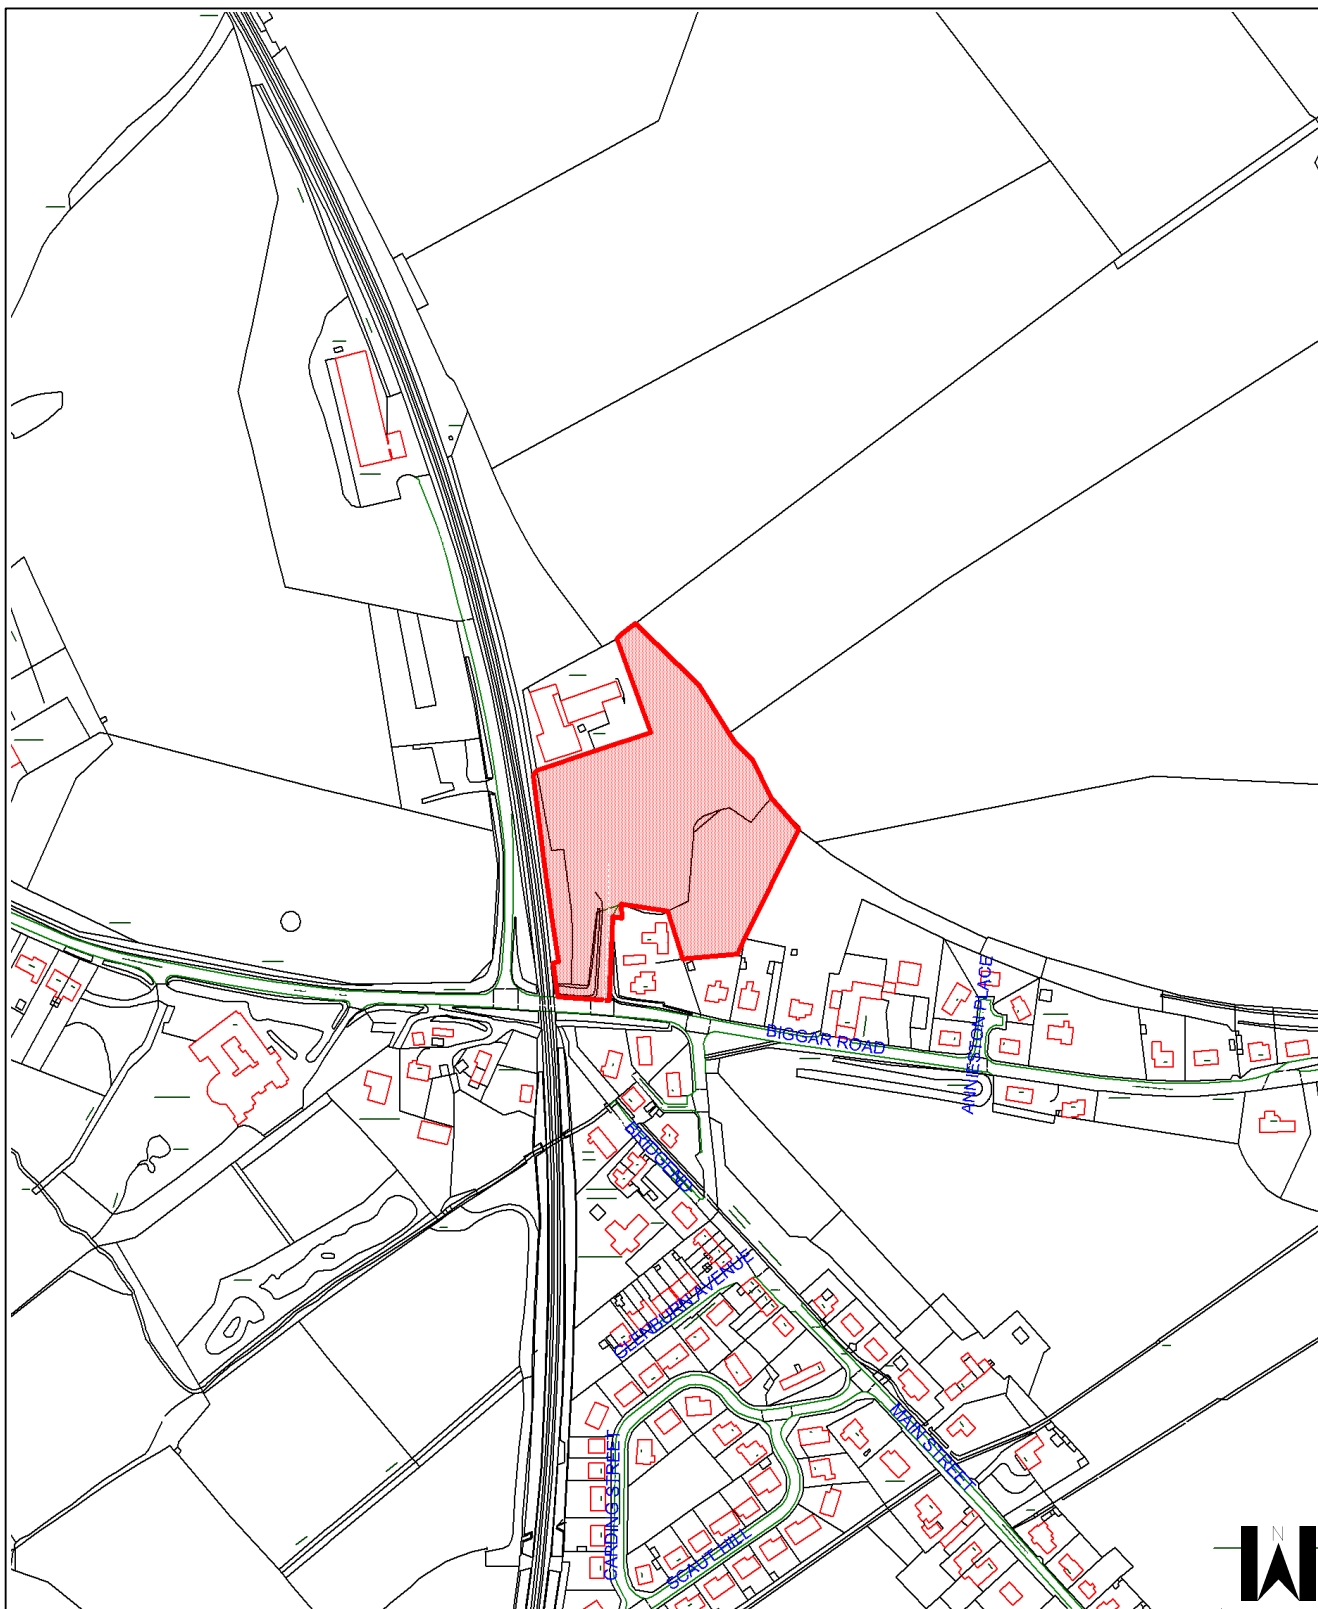 BIGGAR ROAD
ANNIESTON PLACE
BRIDGEND
GLENBURN AVENUE
MAIN STREET
CARDING STREET
SCAUT HILL
N